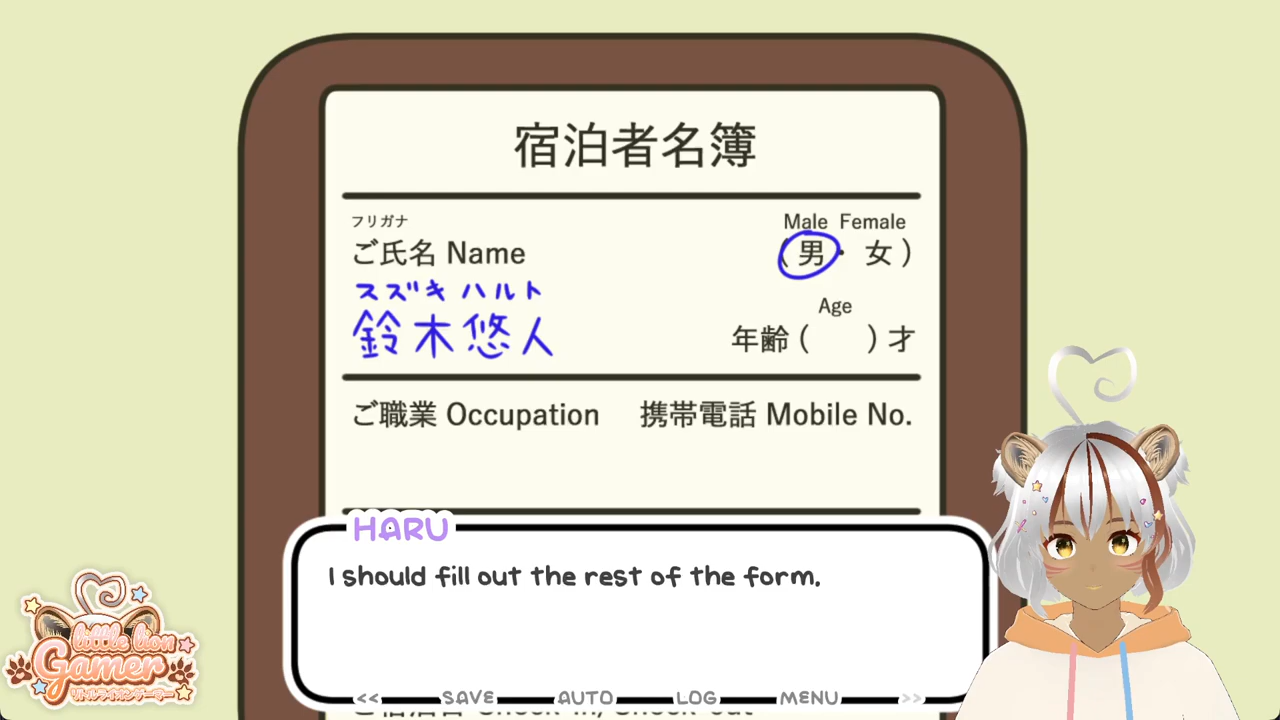 宿泊者名簿
フリガナ
ご氏名 Name
スズキ ハルト
鈴木悠人
Male Female
(男・女)
Age
年齢 ( ) 才
ご職業 Occupation
携帯電話 Mobile No.
HARU
I should fill out the rest of the form.
<< SAVE AUTO LOG MENU >>
little lion
Gamer
リトルライオンゲーマー